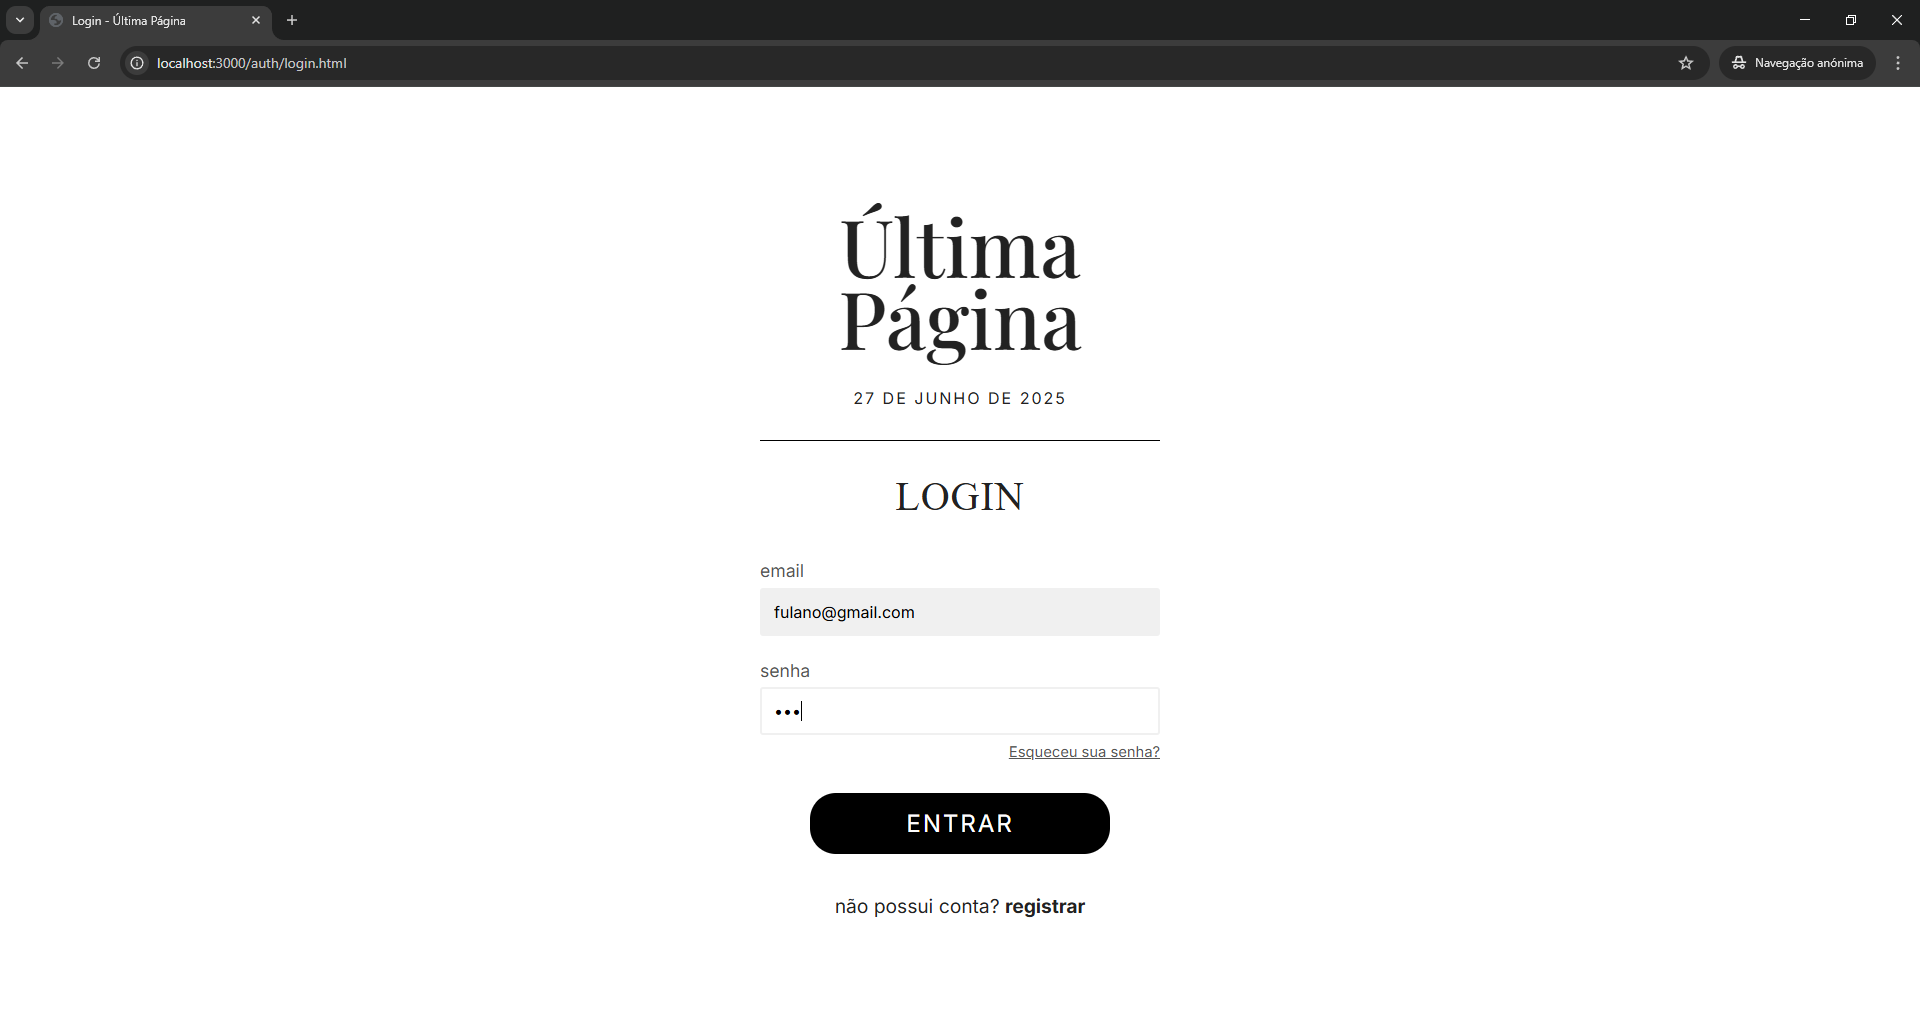 Login - Última Página
localhost:3000/auth/login.html
Navegação anónima
Última
Página
27 DE JUNHO DE 2025
LOGIN
email
fulano@gmail.com
senha
•••
Esqueceu sua senha?
ENTRAR
não possui conta? registrar